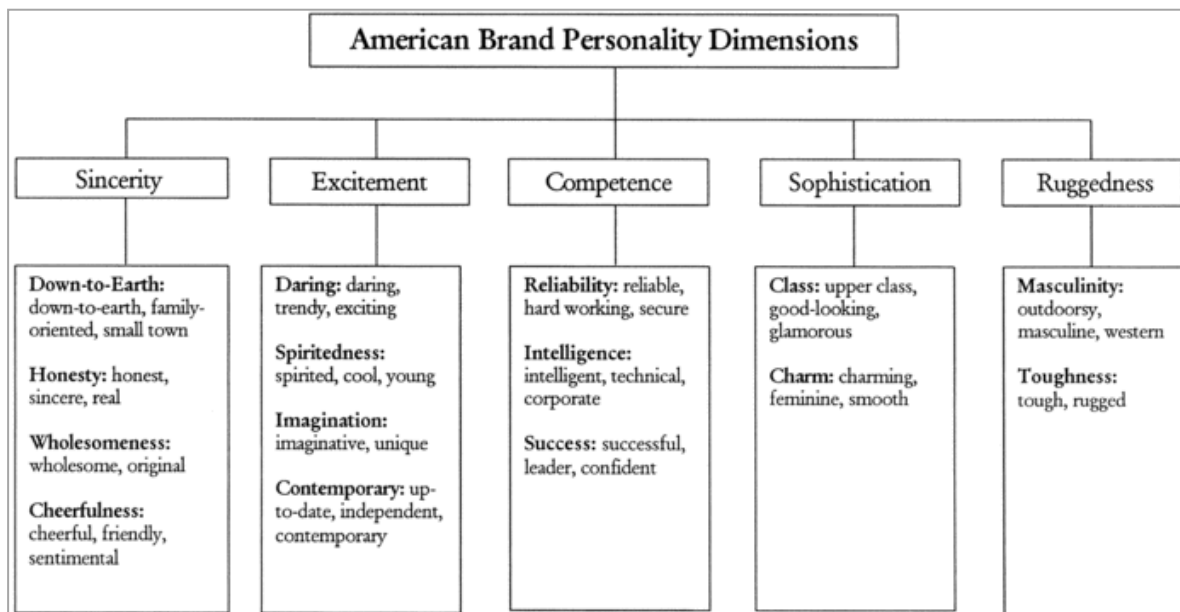 American Brand Personality Dimensions
Sincerity
Excitement
Competence
Sophistication
Ruggedness
Down-to-Earth:
down-to-earth, family-
oriented, small town
Honesty: honest,
sincere, real
Wholesomeness:
wholesome, original
Cheerfulness:
cheerful, friendly,
sentimental
Daring: daring,
trendy, exciting
Spiritedness:
spirited, cool, young
Imagination:
imaginative, unique
Contemporary: up-
to-date, independent,
contemporary
Reliability: reliable,
hard working, secure
Intelligence:
intelligent, technical,
corporate
Success: successful,
leader, confident
Class: upper class,
good-looking,
glamorous
Charm: charming,
feminine, smooth
Masculinity:
outdoorsy,
masculine, western
Toughness:
tough, rugged